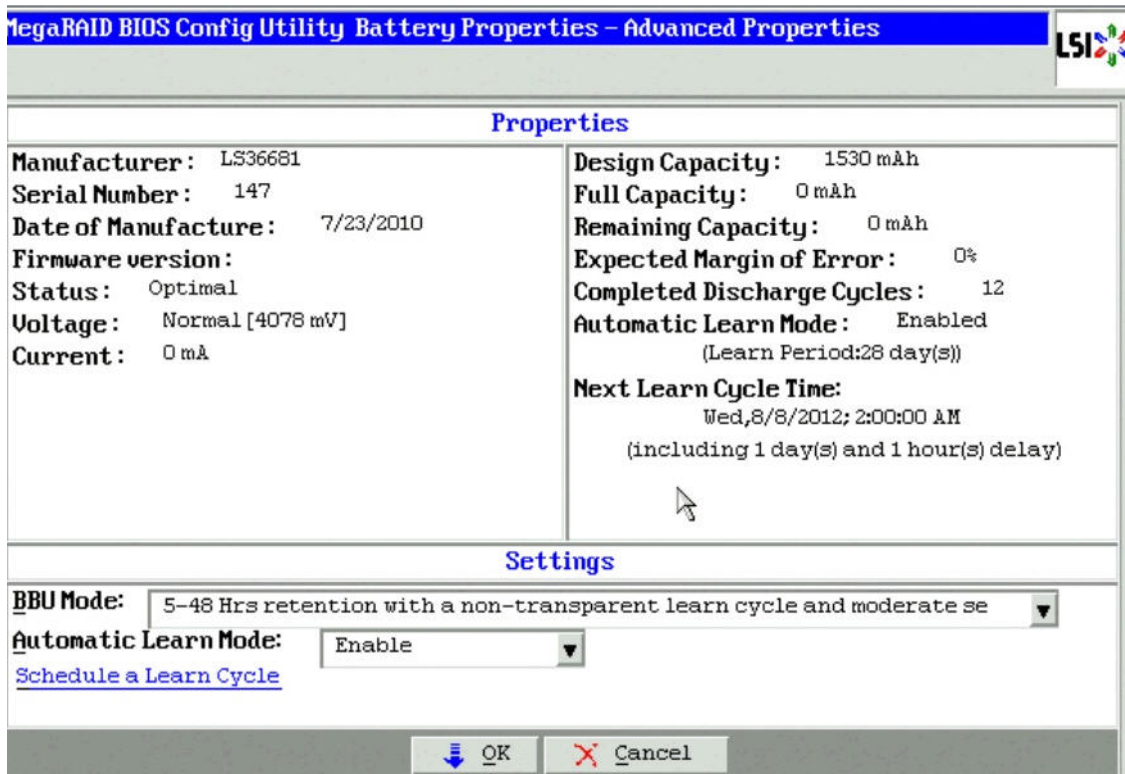 MegaRAID BIOS Config Utility Battery Properties - Advanced Properties
LSI
Properties
Manufacturer: LS36681
Serial Number: 147
Date of Manufacture: 7/23/2010
Firmware version:
Status: Optimal
Voltage: Normal [4078 mV]
Current: 0 mA
Design Capacity: 1530 mAh
Full Capacity: 0 mAh
Remaining Capacity: 0 mAh
Expected Margin of Error: 0%
Completed Discharge Cycles: 12
Automatic Learn Mode: Enabled
(Learn Period:28 day(s))
Next Learn Cycle Time:
Wed,8/8/2012; 2:00:00 AM
(including 1 day(s) and 1 hour(s) delay)
Settings
BBU Mode: 5-48 Hrs retention with a non-transparent learn cycle and moderate se
Automatic Learn Mode: Enable
Schedule a Learn Cycle
OK Cancel